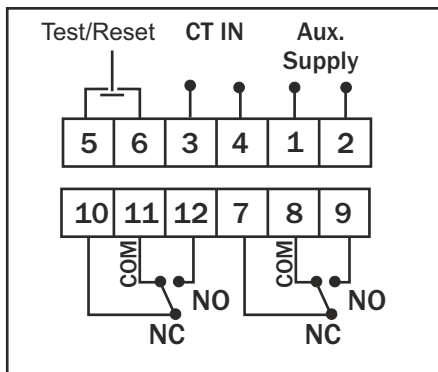 Test/Reset CT IN Aux. Supply
5 6 3 4 1 2
10 11 12 7 8 9
COM COM
NO NO
NC NC